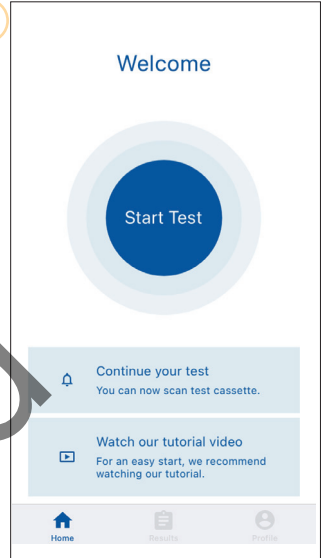 Welcome
Start Test
Continue your test
You can now scan test cassette.
Watch our tutorial video
For an easy start, we recommend
watching our tutorial.
Home
Results
Profile